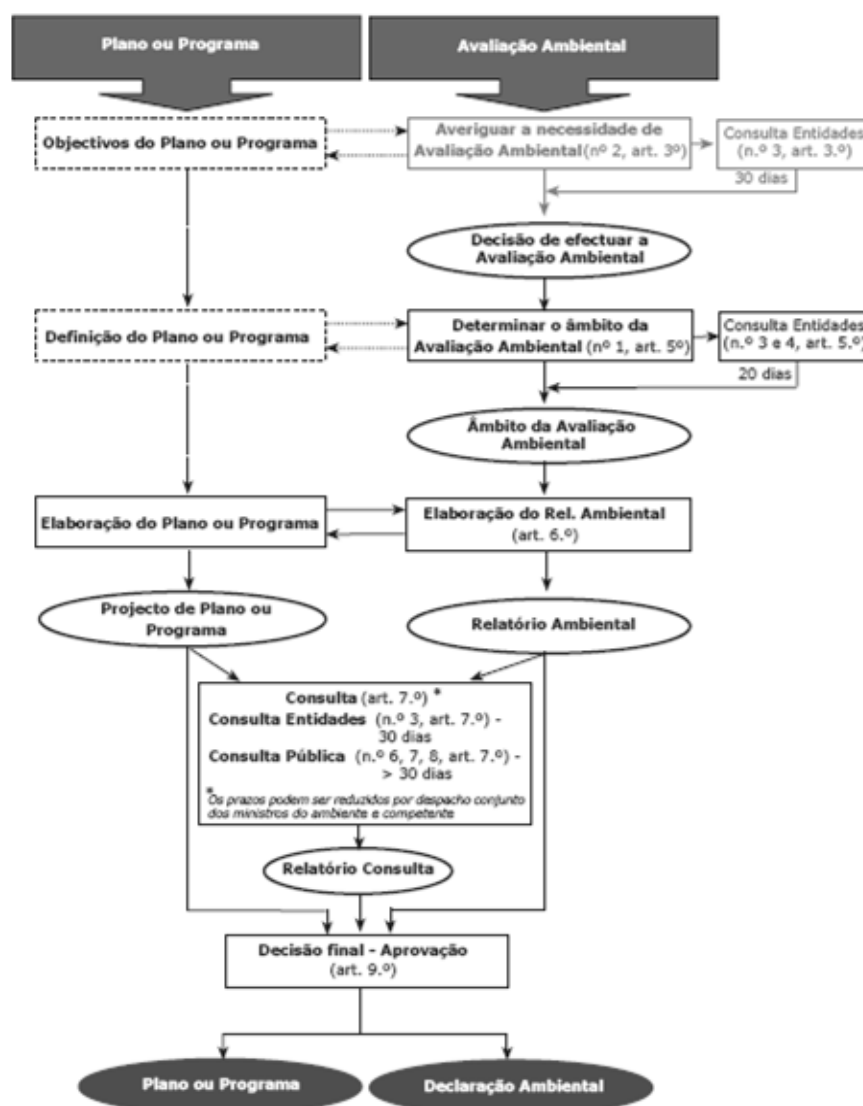 Plano ou Programa
Avaliação Ambiental
Objectivos do Plano ou Programa
Averiguar a necessidade de
Avaliação Ambiental (nº 2, art. 3º)
Consulta Entidades
(n.º 3, art. 3.º)
30 dias
Decisão de efectuar a
Avaliação Ambiental
Definição do Plano ou Programa
Determinar o âmbito da
Avaliação Ambiental (nº 1, art. 5º)
Consulta Entidades
(n.º 3 e 4, art. 5.º)
20 dias
Âmbito da Avaliação
Ambiental
Elaboração do Plano ou Programa
Elaboração do Rel. Ambiental
(art. 6.º)
Projecto de Plano ou
Programa
Relatório Ambiental
Consulta (art. 7.º) *
Consulta Entidades (n.º 3, art. 7.º) -
30 dias
Consulta Pública (n.º 6, 7, 8, art. 7.º) -
> 30 dias
*Os prazos podem ser reduzidos por despacho conjunto
dos ministros do ambiente e competente
Relatório Consulta
Decisão final - Aprovação
(art. 9.º)
Plano ou Programa
Declaração Ambiental